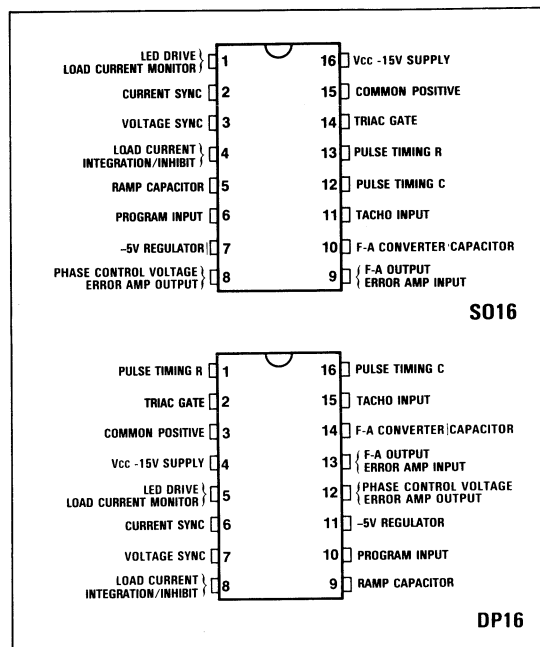 LED DRIVE
LOAD CURRENT MONITOR
1
16
Vcc -15V SUPPLY
CURRENT SYNC
2
15
COMMON POSITIVE
VOLTAGE SYNC
3
14
TRIAC GATE
LOAD CURRENT
INTEGRATION/INHIBIT
4
13
PULSE TIMING R
RAMP CAPACITOR
5
12
PULSE TIMING C
PROGRAM INPUT
6
11
TACHO INPUT
-5V REGULATOR
7
10
F-A CONVERTER CAPACITOR
PHASE CONTROL VOLTAGE
ERROR AMP OUTPUT
8
9
F-A OUTPUT
ERROR AMP INPUT
SO16
PULSE TIMING R
1
16
PULSE TIMING C
TRIAC GATE
2
15
TACHO INPUT
COMMON POSITIVE
3
14
F-A CONVERTER CAPACITOR
Vcc -15V SUPPLY
4
13
F-A OUTPUT
ERROR AMP INPUT
LED DRIVE
LOAD CURRENT MONITOR
5
12
PHASE CONTROL VOLTAGE
ERROR AMP OUTPUT
CURRENT SYNC
6
11
-5V REGULATOR
VOLTAGE SYNC
7
10
PROGRAM INPUT
LOAD CURRENT
INTEGRATION/INHIBIT
8
9
RAMP CAPACITOR
DP16